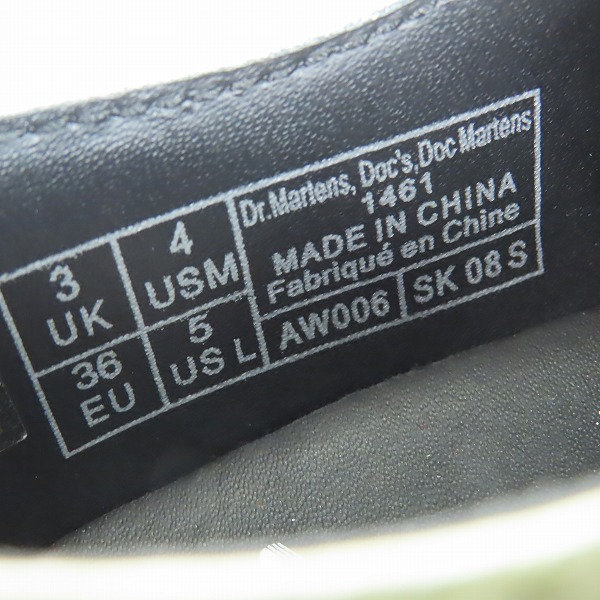 3 UK
4 USM
36 EU
5 US L
Dr.Martens, Doc's, Doc Martens
1461
MADE IN CHINA
Fabriqué en Chine
AW006
SK 08 S